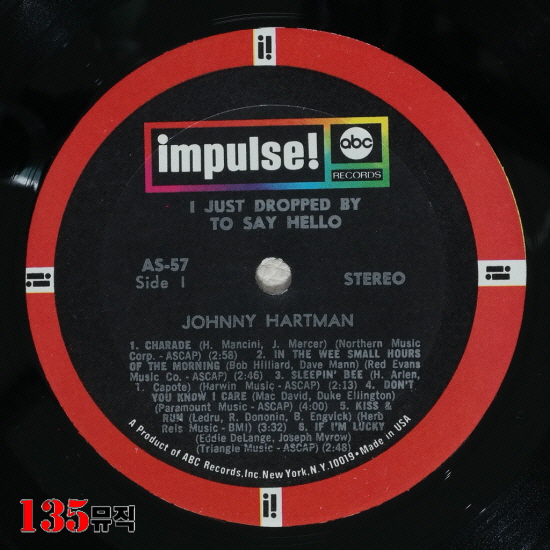 i!
impulse!
abc
RECORDS
I JUST DROPPED BY
TO SAY HELLO
AS-57
Side 1
STEREO
JOHNNY HARTMAN
1. CHARADE (H. Mancini, J. Mercer) (Northern Music
Corp. - ASCAP) (2:58) 2. IN THE WEE SMALL HOURS
OF THE MORNING (Bob Hilliard, Dave Mann) (Red Evans
Music Co. - ASCAP) (2:46) 3. SLEEPIN' BEE (H. Arlen,
T. Capote) (Harwin Music - ASCAP) (2:13) 4. DON'T
YOU KNOW I CARE (Mac David, Duke Ellington)
(Paramount Music - ASCAP) (4:00) 5. KISS &
RUN (Ledru, R. Dononin, B. Engvick) (Herb
Reis Music - BMI) (3:32) 6. IF I'M LUCKY
(Eddie DeLange, Joseph Myrow)
(Triangle Music - ASCAP) (2:48)
A Product of ABC Records, Inc. New York, N.Y. 10019 • Made in USA
i!
i!
i!
135뮤직